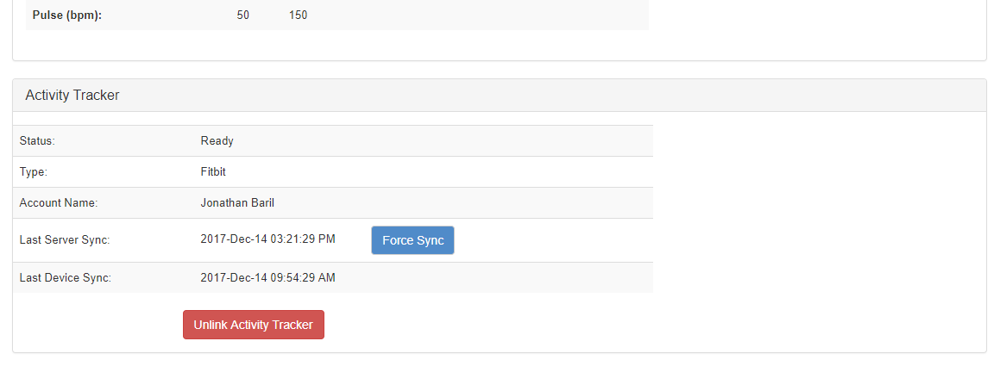 Pulse (bpm): 50 150
Activity Tracker
Status: Ready
Type: Fitbit
Account Name: Jonathan Baril
Last Server Sync: 2017-Dec-14 03:21:29 PM Force Sync
Last Device Sync: 2017-Dec-14 09:54:29 AM
Unlink Activity Tracker